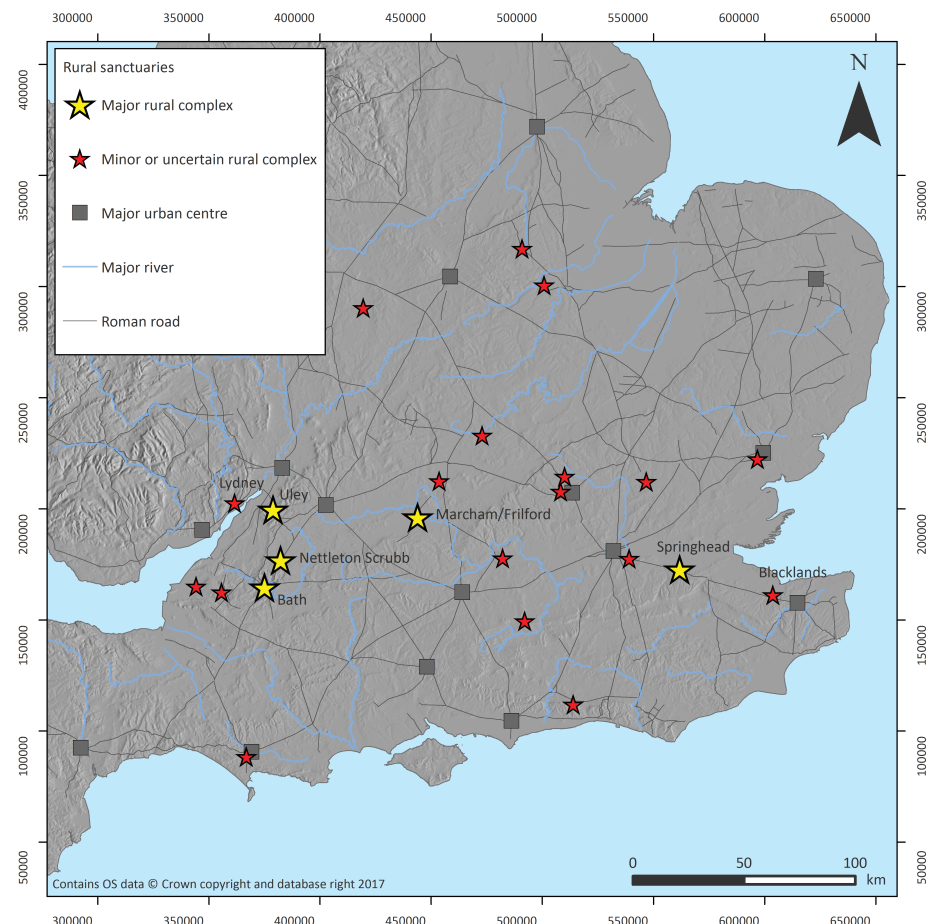 300000 350000 400000 450000 500000 550000 600000 650000
400000
350000
300000
250000
200000
150000
100000
50000
Rural sanctuaries
Major rural complex
Minor or uncertain rural complex
Major urban centre
Major river
Roman road
N
400000
350000
300000
250000
200000
150000
100000
50000
Lydney
Uley
Marcham/Frilford
Nettleton Scrubb
Bath
Springhead
Blacklands
0 50 100
km
Contains OS data © Crown copyright and database right 2017
300000 350000 400000 450000 500000 550000 600000 650000